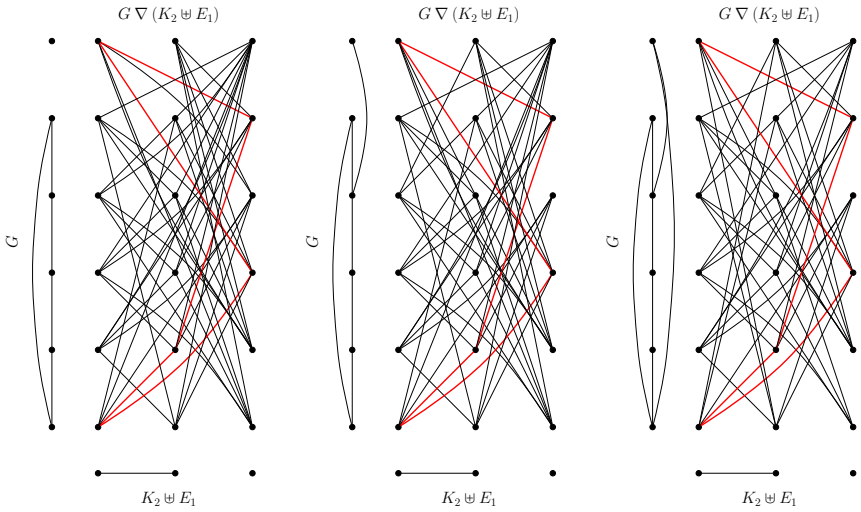 G ∇ (K₂ ⊎ E₁)
G ∇ (K₂ ⊎ E₁)
G ∇ (K₂ ⊎ E₁)
G
G
G
K₂ ⊎ E₁
K₂ ⊎ E₁
K₂ ⊎ E₁